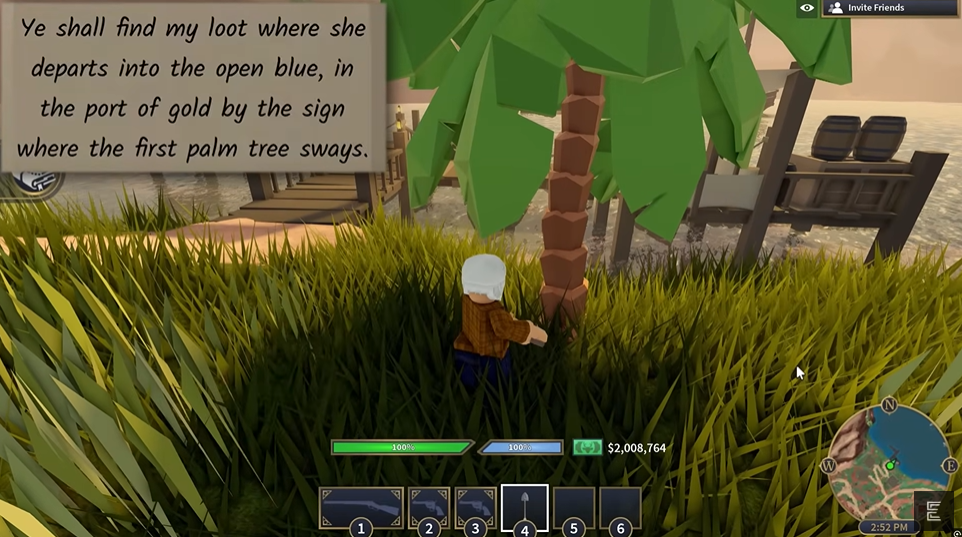 Ye shall find my loot where she
departs into the open blue, in
the port of gold by the sign
where the first palm tree sways.
Invite Friends
100%
100%
$2,008,764
1
2
3
4
5
6
N
W
E
2:52 PM
E